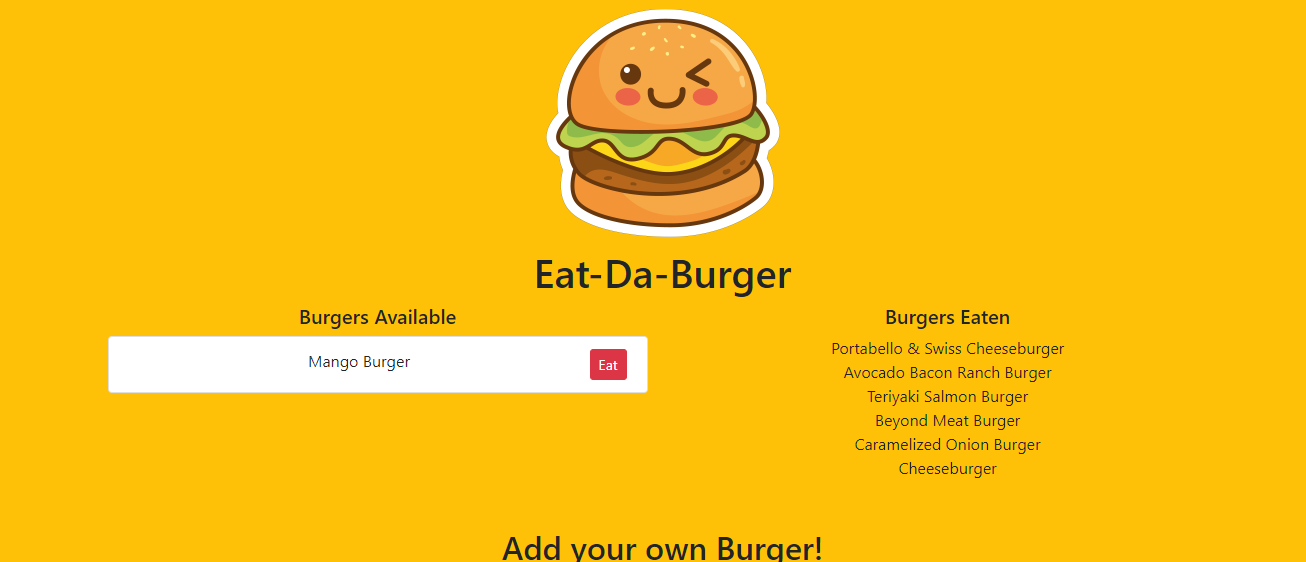 Eat-Da-Burger
Burgers Available
Mango Burger
Eat
Burgers Eaten
Portabello & Swiss Cheeseburger
Avocado Bacon Ranch Burger
Teriyaki Salmon Burger
Beyond Meat Burger
Caramelized Onion Burger
Cheeseburger
Add your own Burger!